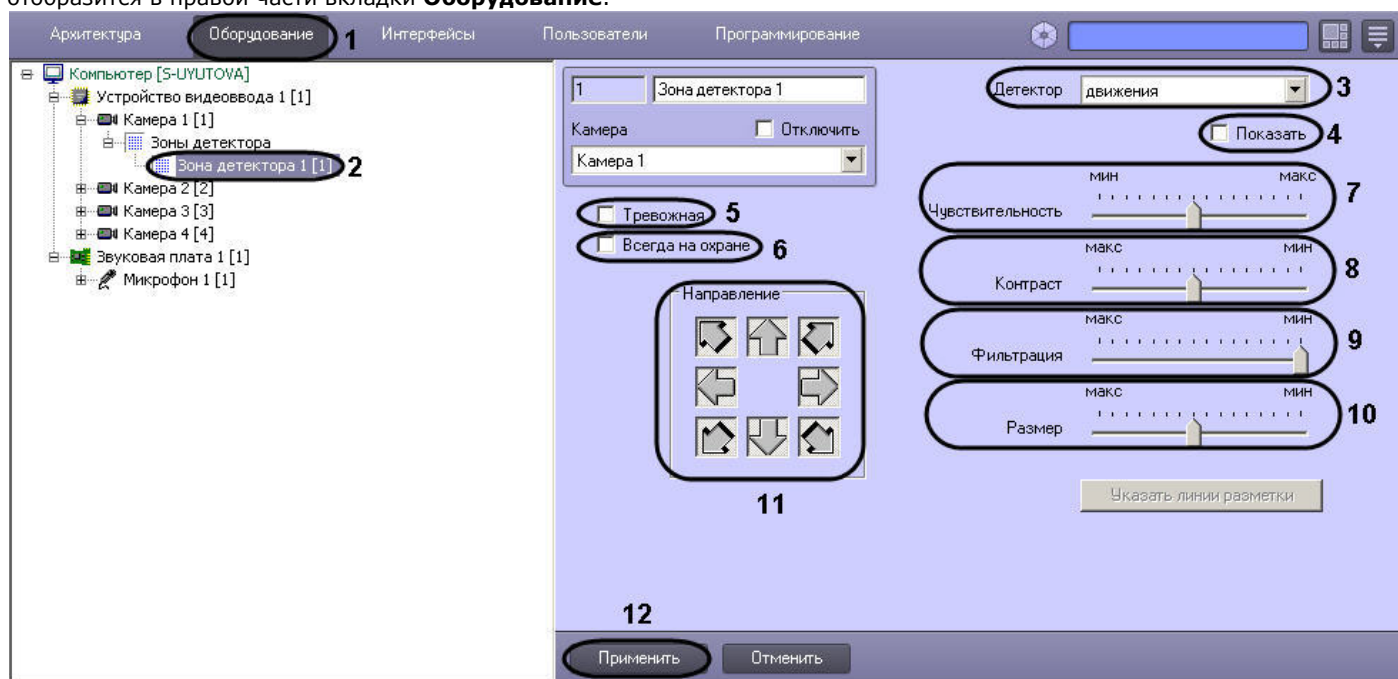 отобразится в правой части вкладки Оборудование.
Архитектура Оборудование 1 Интерфейсы Пользователи Программирование
Компьютер [S-UYUTOVA]
Устройство видеоввода 1 [1]
Камера 1 [1]
Зоны детектора
Зона детектора 1 [1] 2
Камера 2 [2]
Камера 3 [3]
Камера 4 [4]
Звуковая плата 1 [1]
Микрофон 1 [1]
1 Зона детектора 1
Камера Отключить
Камера 1
Тревожная 5
Всегда на охране 6
Направление
11
Детектор движения 3
Показать 4
мин макс
Чувствительность 7
макс мин
Контраст 8
макс мин
Фильтрация 9
макс мин
Размер 10
Указать линии разметки
12
Применить Отменить